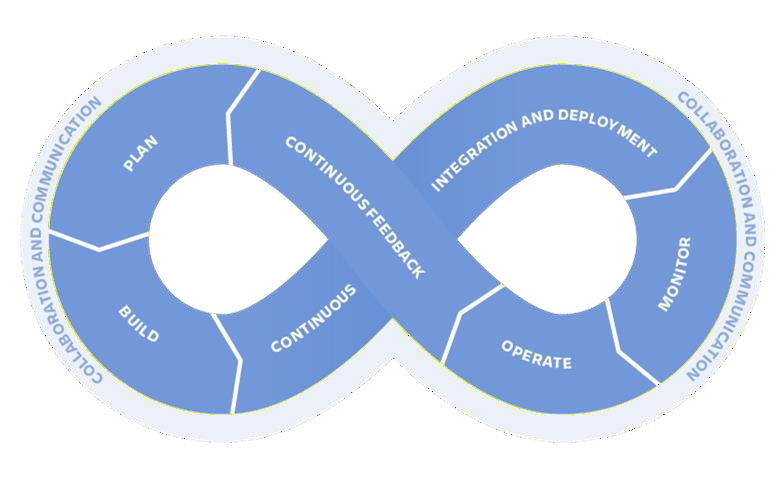 COLLABORATION AND COMMUNICATION
PLAN
BUILD
CONTINUOUS
INTEGRATION AND DEPLOYMENT
CONTINUOUS FEEDBACK
OPERATE
MONITOR
COLLABORATION AND COMMUNICATION